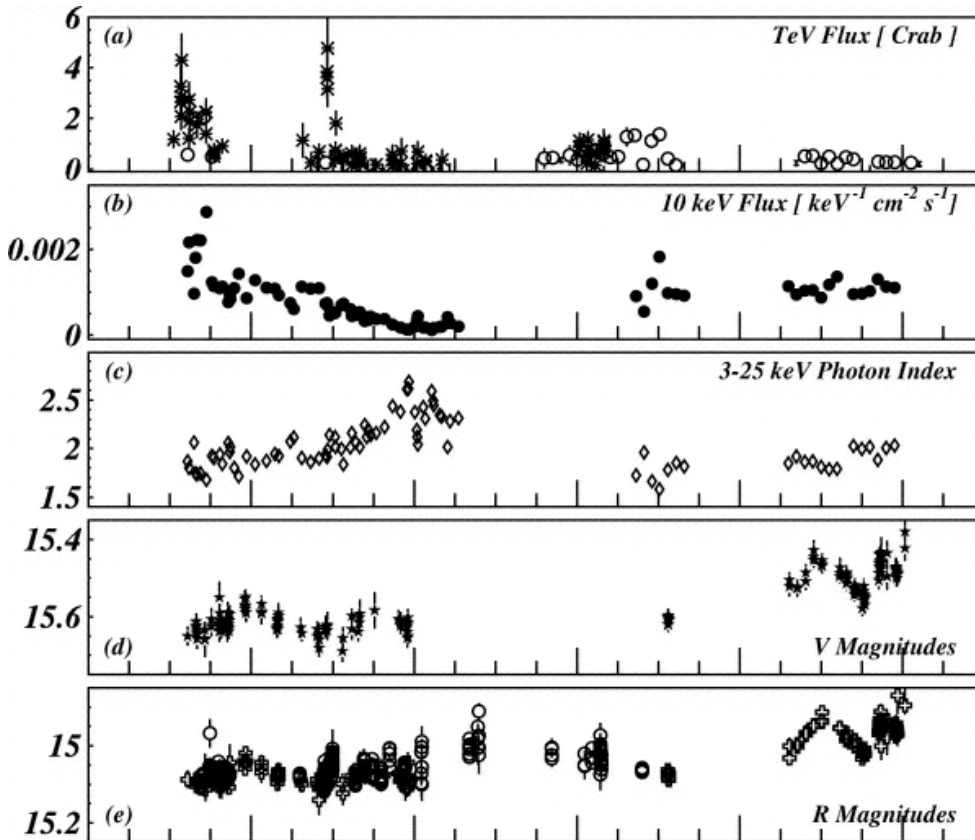 6
(a)
TeV Flux [ Crab ]
4
2
0
(b)
10 keV Flux [ keV⁻¹ cm⁻² s⁻¹]
0.002
0
(c)
3-25 keV Photon Index
2.5
2
1.5
15.4
15.6
(d)
V Magnitudes
15
15.2
(e)
R Magnitudes